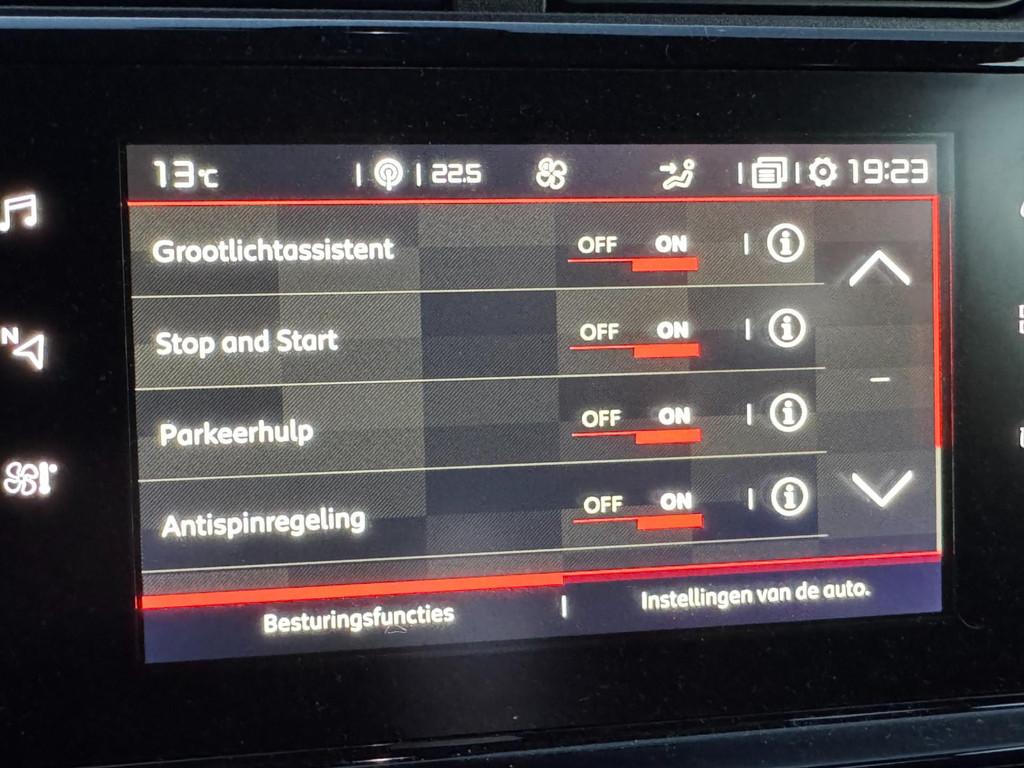 13°C 22.5 19:23
Grootlichtassistent OFF ON
Stop and Start OFF ON
N
Parkeerhulp OFF ON
Antispinregeling OFF ON
Besturingsfuncties Instellingen van de auto.